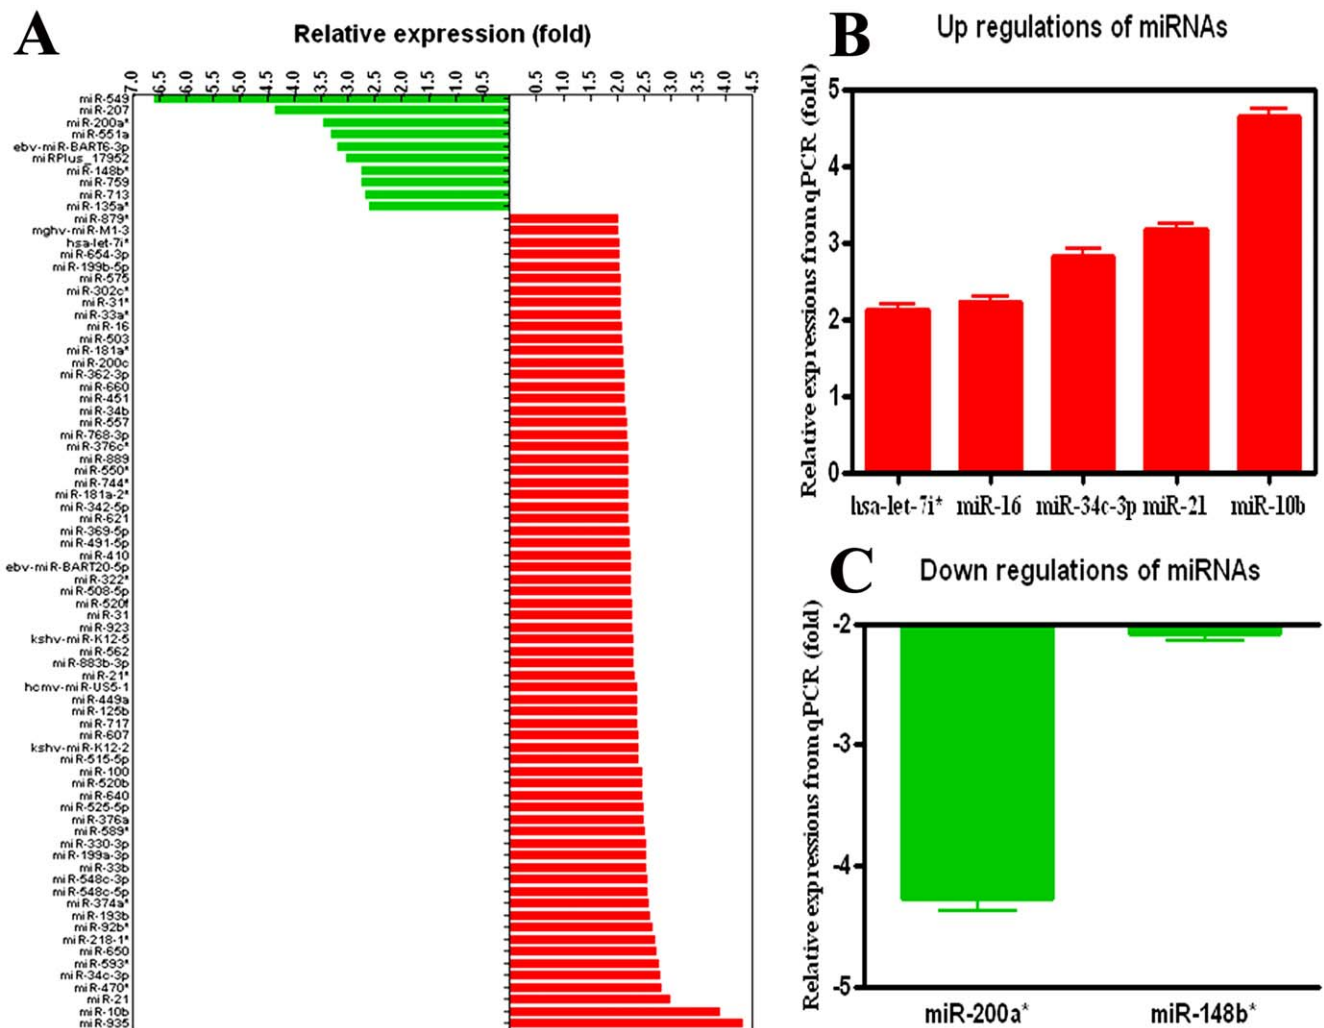 A
Relative expression (fold)
7.0 6.5 6.0 5.5 5.0 4.5 4.0 3.5 3.0 2.5 2.0 1.5 1.0 0.5 0.5 1.0 1.5 2.0 2.5 3.0 3.5 4.0 4.5
miR-549
miR-207
miR-200a*
miR-551a
ebv-miR-BART6-3p
miRPlus_17952
miR-148b*
miR-759
miR-713
miR-135a*
miR-879*
mghv-miR-M1-3
hsa-let-7i*
miR-654-3p
miR-199b-5p
miR-575
miR-302c*
miR-31*
miR-33a*
miR-16
miR-503
miR-181a*
miR-200c
miR-362-3p
miR-660
miR-451
miR-34b
miR-557
miR-768-3p
miR-376c*
miR-889
miR-550*
miR-744*
miR-181a-2*
miR-342-5p
miR-621
miR-369-5p
miR-491-5p
miR-410
ebv-miR-BART20-5p
miR-322*
miR-508-5p
miR-520f
miR-31
miR-923
kshv-miR-K12-5
miR-562
miR-883b-3p
miR-21*
hcmv-miR-US5-1
miR-449a
miR-125b
miR-717
miR-607
kshv-miR-K12-2
miR-515-5p
miR-100
miR-520b
miR-640
miR-525-5p
miR-376a
miR-589*
miR-330-3p
miR-199a-3p
miR-33b
miR-548c-3p
miR-548c-5p
miR-374a*
miR-193b
miR-92b*
miR-218-1*
miR-650
miR-593*
miR-34c-3p
miR-470*
miR-21
miR-10b
miR-935
B
Up regulations of miRNAs
Relative expressions from qPCR (fold)
5
4
3
2
1
0
hsa-let-7i* miR-16 miR-34c-3p miR-21 miR-10b
C
Down regulations of miRNAs
Relative expressions from qPCR (fold)
-2
-3
-4
-5
miR-200a* miR-148b*